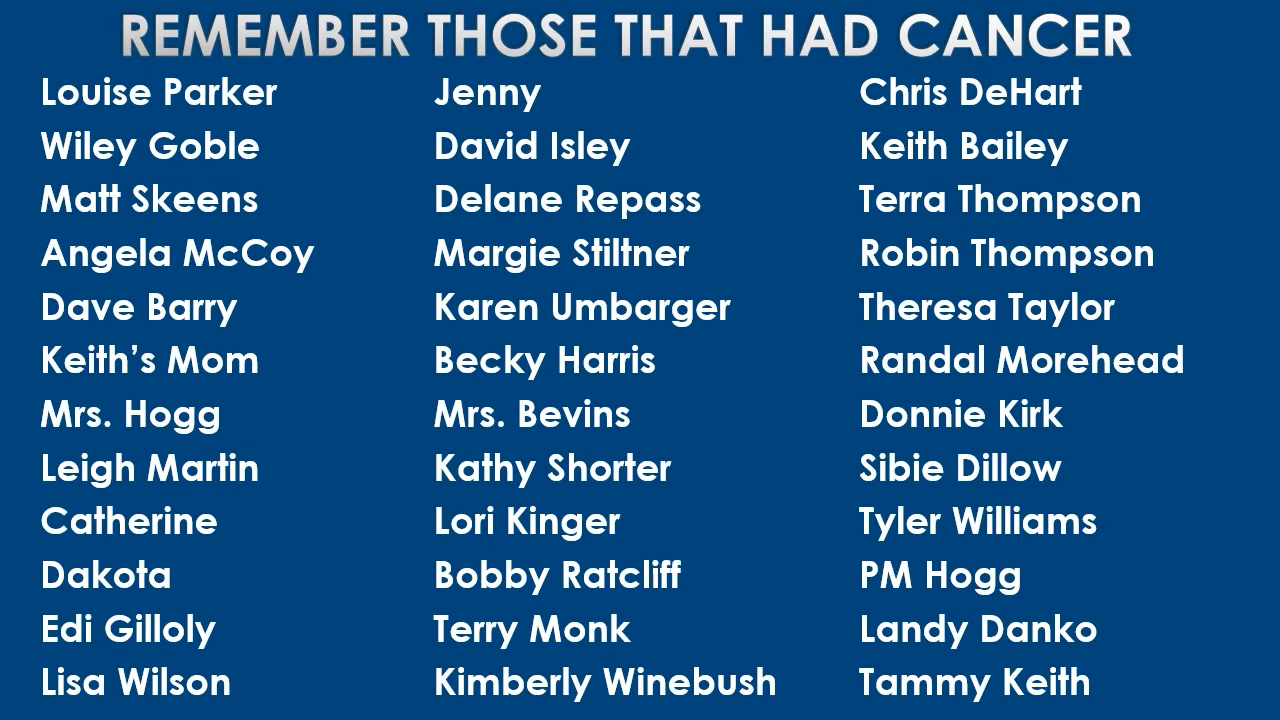 REMEMBER THOSE THAT HAD CANCER
Louise Parker
Wiley Goble
Matt Skeens
Angela McCoy
Dave Barry
Keith’s Mom
Mrs. Hogg
Leigh Martin
Catherine
Dakota
Edi Gilloly
Lisa Wilson
Jenny
David Isley
Delane Repass
Margie Stiltner
Karen Umbarger
Becky Harris
Mrs. Bevins
Kathy Shorter
Lori Kinger
Bobby Ratcliff
Terry Monk
Kimberly Winebush
Chris DeHart
Keith Bailey
Terra Thompson
Robin Thompson
Theresa Taylor
Randal Morehead
Donnie Kirk
Sibie Dillow
Tyler Williams
PM Hogg
Landy Danko
Tammy Keith